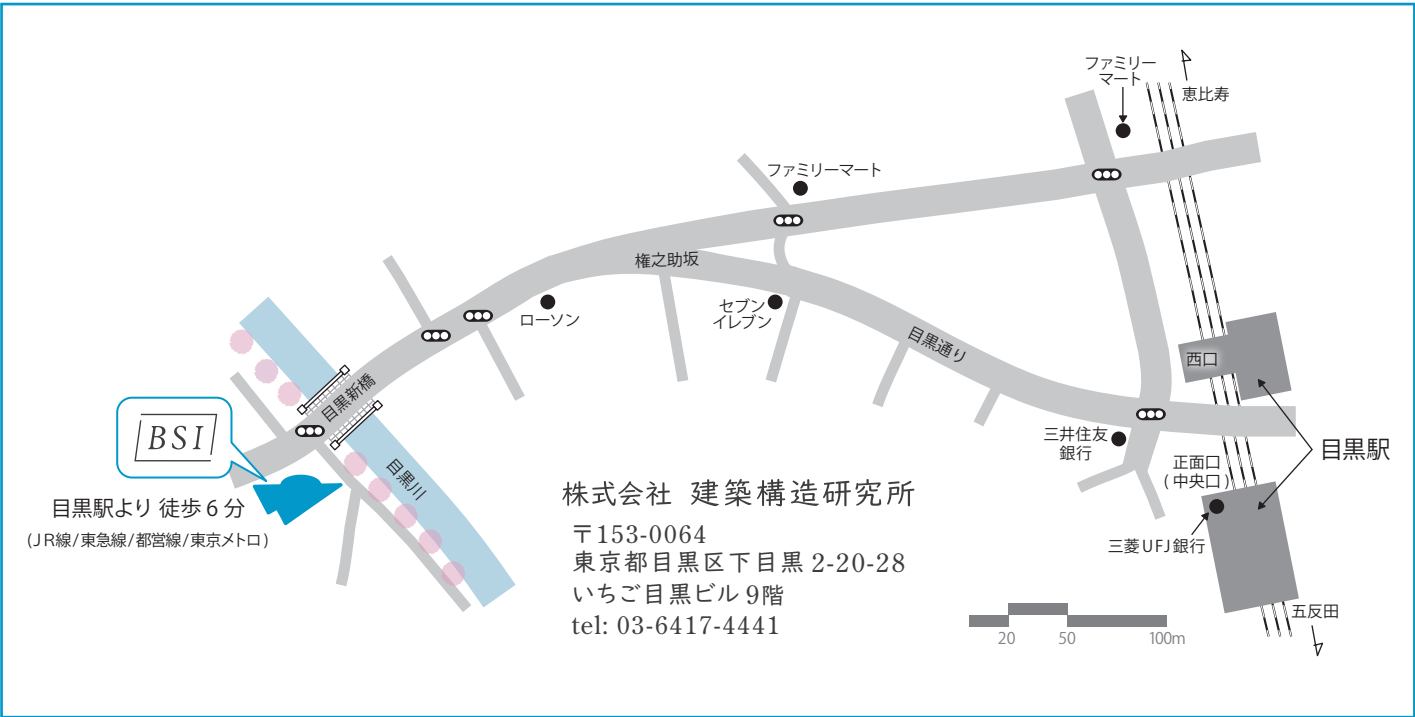 ファミリー
マート
恵比寿
ファミリーマート
権之助坂
ローソン
セブン
イレブン
目黒通り
西口
目黒新橋
BSI
三井住友
銀行
目黒駅
正面口
(中央口)
目黒川
目黒駅より 徒歩6分
(JR線/東急線/都営線/東京メトロ)
三菱UFJ銀行
株式会社 建築構造研究所
〒153-0064
東京都目黒区下目黒 2-20-28
いちご目黒ビル 9階
tel: 03-6417-4441
五反田
20 50 100m